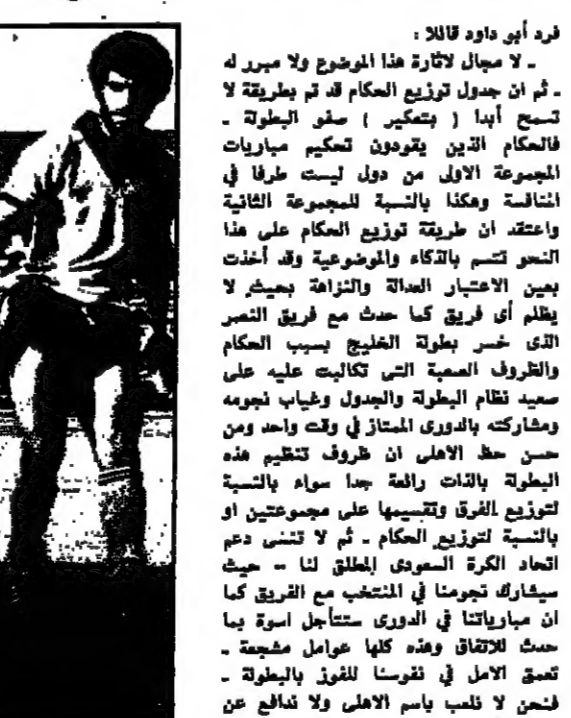 فرد أبو داود قائلا :
ـ لا مجال لاثارة هذا الموضوع ولا مبرر له
ـ ثم ان جدول توزيع الحكام قد تم بطريقة لا
تسمح أبدا ( بتعكير ) صفو البطولة ـ
فالحكام الذين يقودون تحكيم مباريات
المجموعة الاولى من دول ليست طرفا في
المنافسة وهكذا بالنسبة للمجموعة الثانية
واعتقد ان طريقة توزيع الحكام على هذا
النحو تتسم بالذكاء والموضوعية وقد أخذت
بعين الاعتبار العدالة والنزاهة بحيث لا
يظلم أى فريق كما حدث مع فريق النصر
الذى خسر بطولة الخليج بسبب الحكام
والظروف الصعبة التى تكالبت عليه على
صعيد نظام البطولة والجدول وغياب نجومه
ومشاركته بالدورى الممتاز في وقت واحد ومن
حسن حظ الاهلى ان ظروف تنظيم هذه
البطولة بالذات رائعة جدا سواء بالنسبة
لتوزيع الفرق وتقسيمها على مجموعتين او
بالنسبة لتوزيع الحكام ـ ثم لا تنسى دعم
اتحاد الكرة السعودى المطلق لنا ـ حيث
سيشارك نجومنا في المنتخب مع الفريق كما
ان مبارياتنا في الدورى ستتأجل اسوة بما
حدث للاتفاق وهذه كلها عوامل مشجعة ـ
تعمق الامل في نفوسنا للفوز بالبطولة ـ
فنحن لا نلعب باسم الاهلى ولا ندافع عن